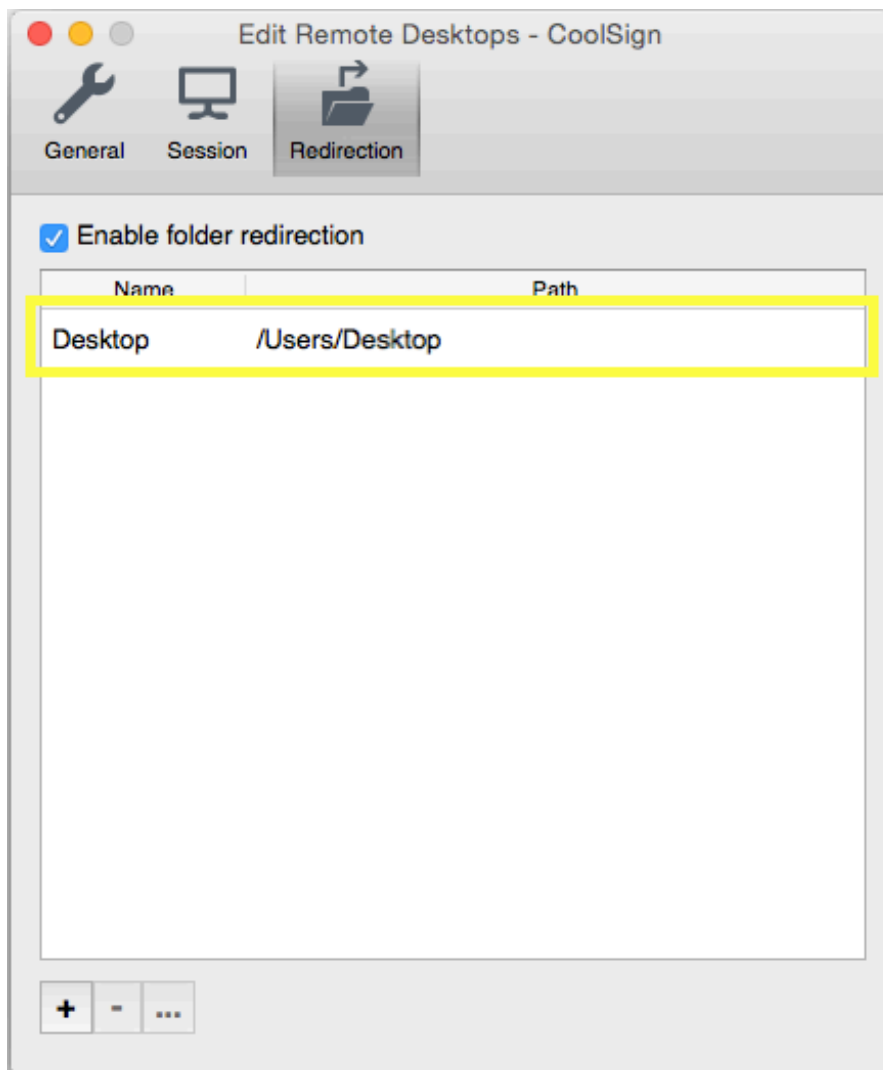 Edit Remote Desktops - CoolSign
General Session Redirection
Enable folder redirection
Name Path
Desktop /Users/Desktop
+ - ...